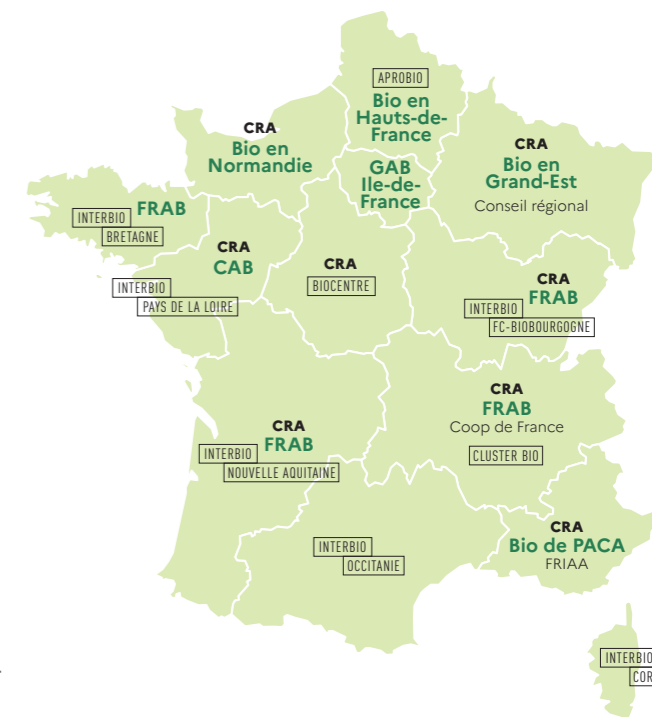 APROBIO
Bio en
Hauts-de-
France
CRA
Bio en
Normandie
CRA
Bio en
Grand-Est
Conseil régional
GAB
Ile-de-
France
FRAB
INTERBIO
BRETAGNE
CRA
CAB
INTERBIO
PAYS DE LA LOIRE
CRA
BIOCENTRE
CRA
FRAB
INTERBIO
FC-BIOBOURGOGNE
CRA
FRAB
Coop de France
CLUSTER BIO
CRA
FRAB
INTERBIO
NOUVELLE AQUITAINE
INTERBIO
OCCITANIE
CRA
Bio de PACA
FRIAA
INTERBIO
COR